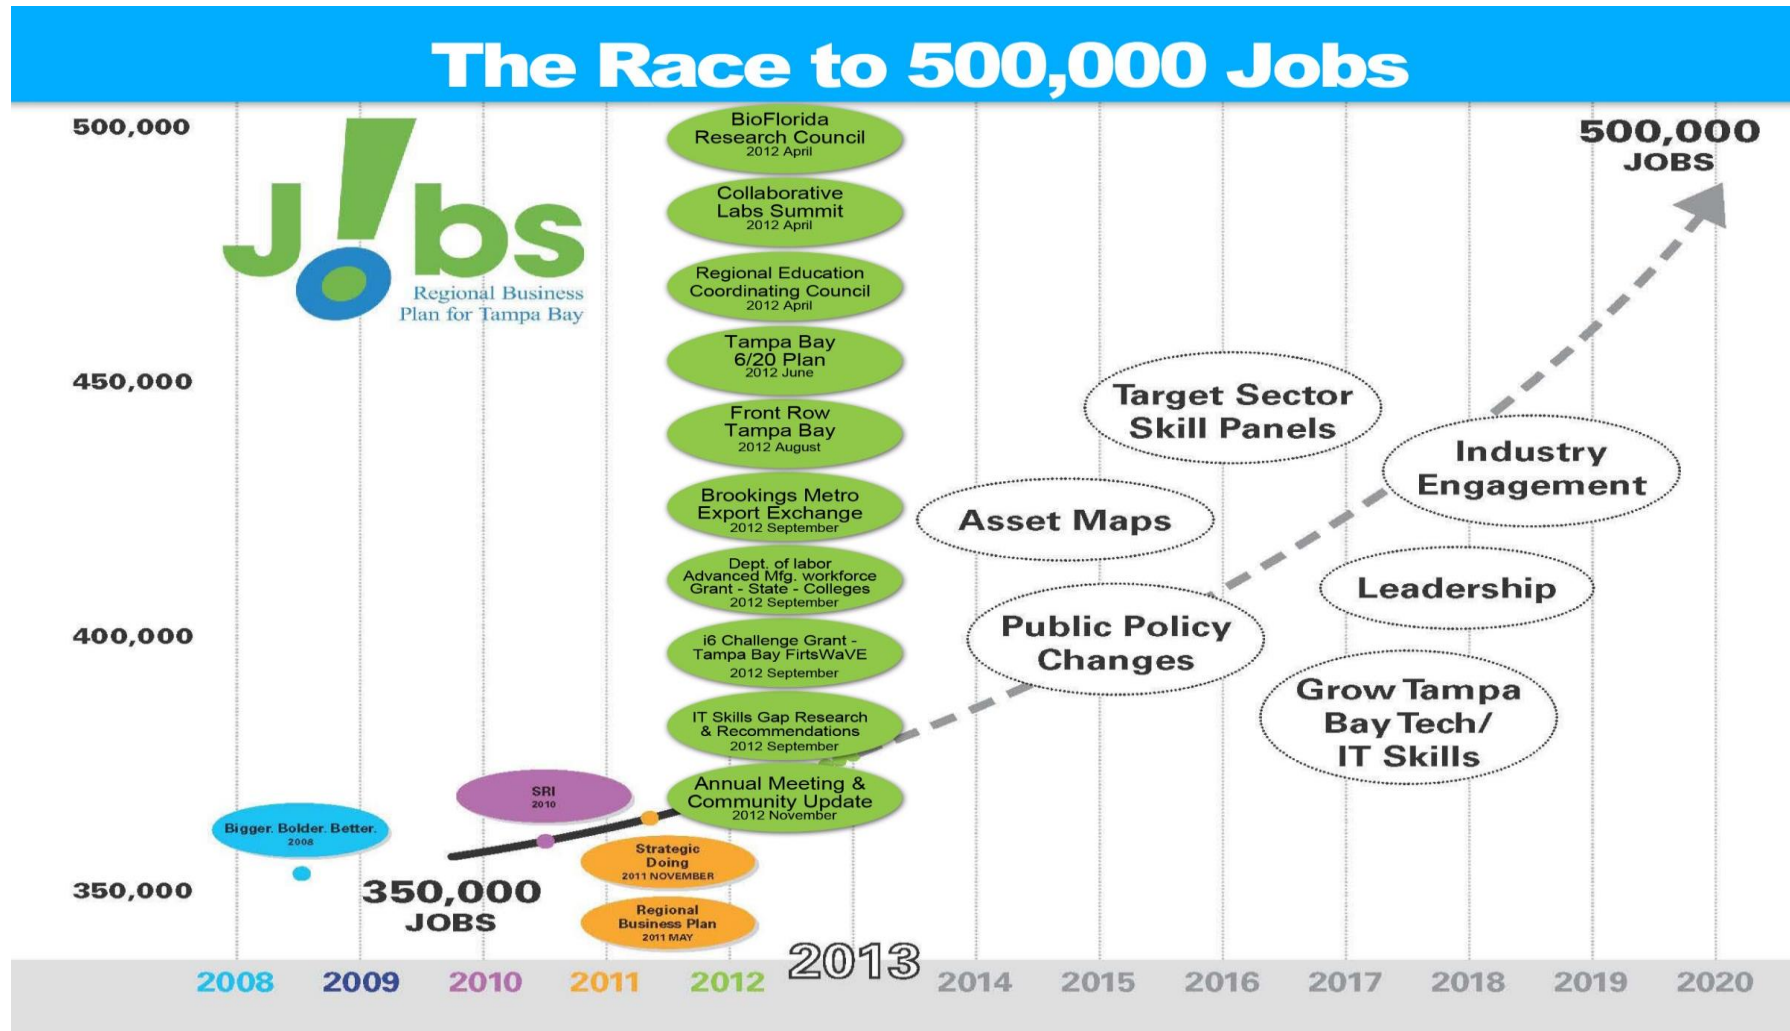 The Race to 500,000 Jobs
500,000
450,000
400,000
350,000
J!bs
Regional Business
Plan for Tampa Bay
BioFlorida
Research Council
2012 April
Collaborative
Labs Summit
2012 April
Regional Education
Coordinating Council
2012 April
Tampa Bay
6/20 Plan
2012 June
Front Row
Tampa Bay
2012 August
Brookings Metro
Export Exchange
2012 September
Dept. of labor
Advanced Mfg. workforce
Grant - State - Colleges
2012 September
i6 Challenge Grant -
Tampa Bay FirtsWaVE
2012 September
IT Skills Gap Research
& Recommendations
2012 September
Annual Meeting &
Community Update
2012 November
500,000
JOBS
Target Sector
Skill Panels
Industry
Engagement
Asset Maps
Leadership
Public Policy
Changes
Grow Tampa
Bay Tech/
IT Skills
SRI
2010
Bigger. Bolder. Better.
2008
Strategic
Doing
2011 NOVEMBER
350,000
JOBS
Regional
Business Plan
2011 MAY
2008 2009 2010 2011 2012 2013 2014 2015 2016 2017 2018 2019 2020